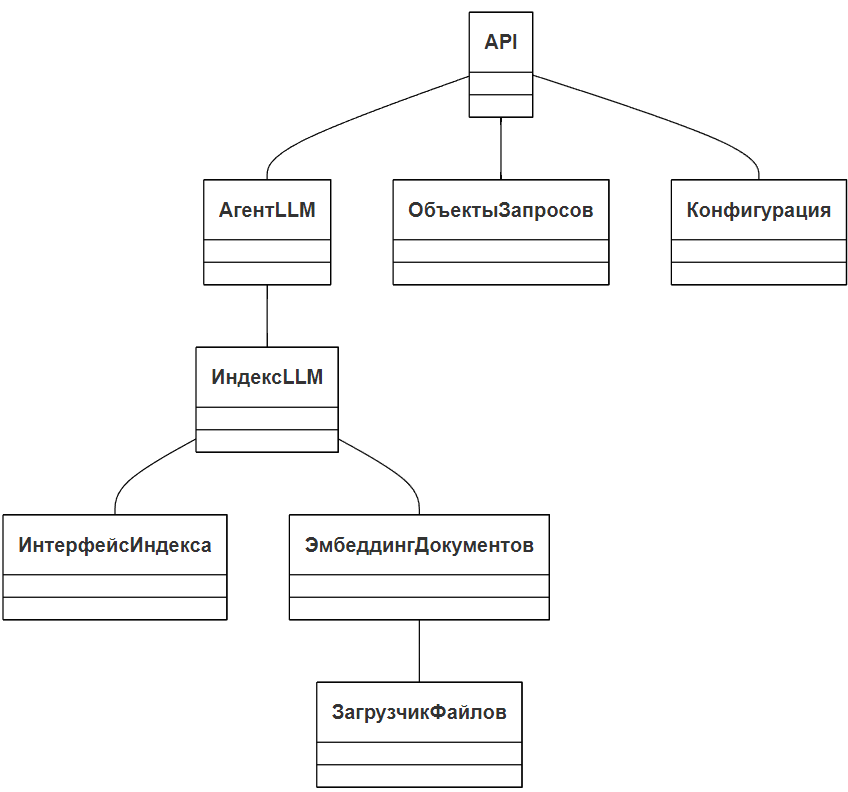 API
АгентLLM
ОбъектыЗапросов
Конфигурация
ИндексLLM
ИнтерфейсИндекса
ЭмбеддингДокументов
ЗагрузчикФайлов